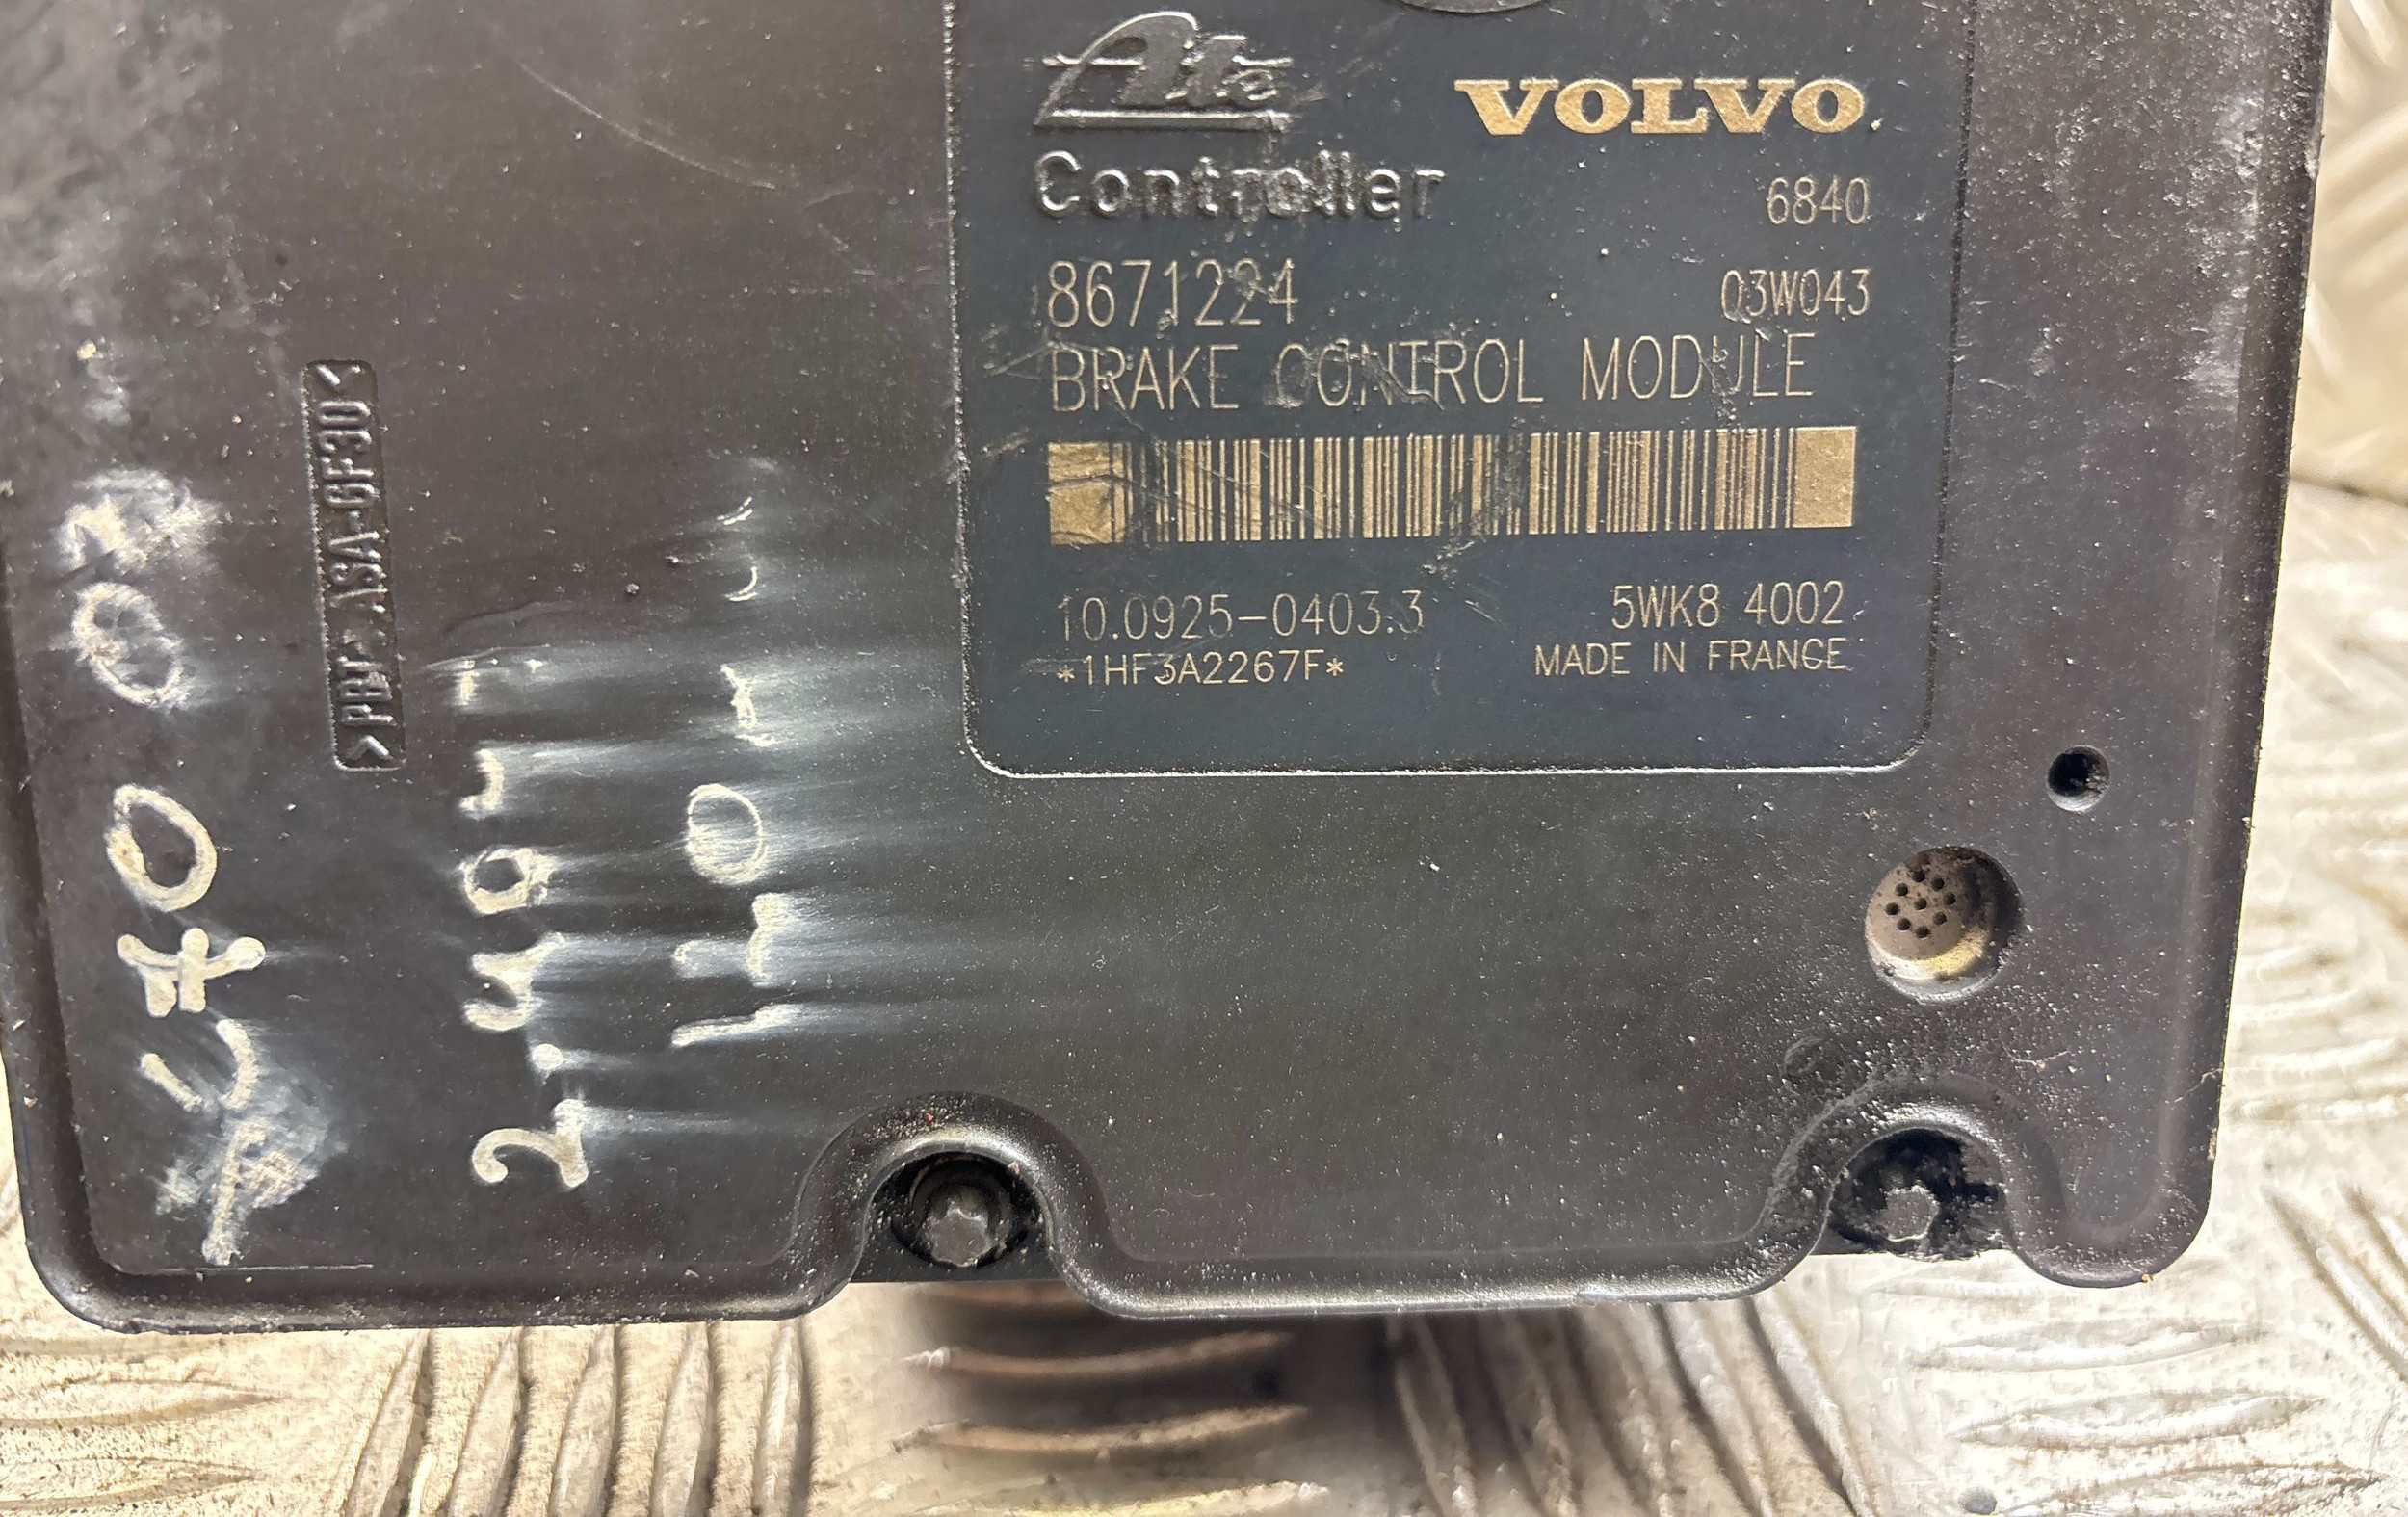 Ate
VOLVO
Controller
6840
8671224
03W043
BRAKE CONTROL MODULE
10.0925-0403.3
5WK8 4002
*1HF3A2267F*
MADE IN FRANCE
>PBT+ASA-GF30<